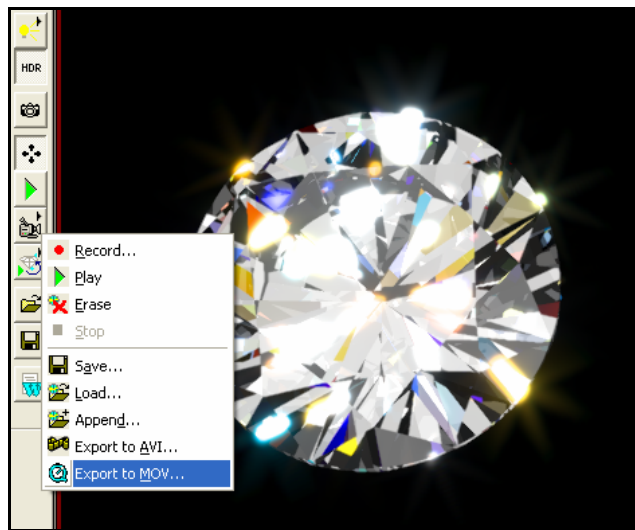 HDR
Record...
Play
Erase
Stop
Save...
Load...
Append...
Export to AVI...
Export to MOV...